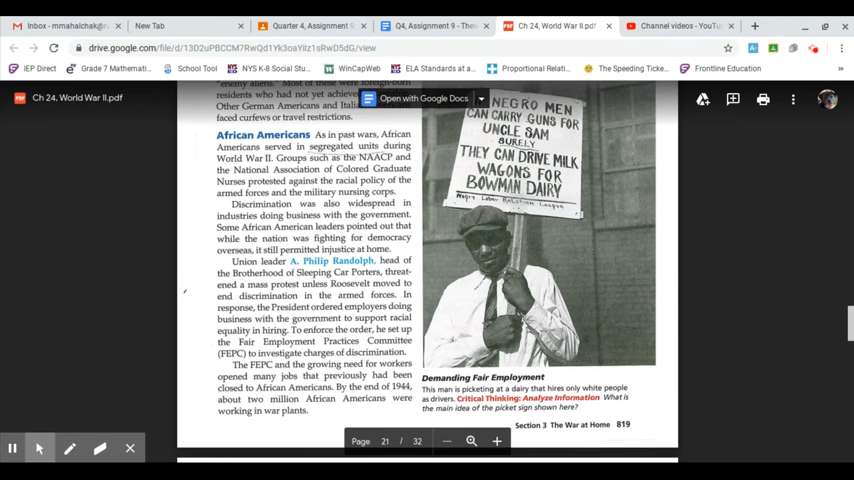 Inbox - mmahalchak@
New Tab
Quarter 4, Assignment 9
Q4, Assignment 9 - The
Ch 24, World War II.pdf
Channel videos - YouTu
drive.google.com/file/d/13D2uPBCCM7RwQd1Yk3oaYiIz1sRwD5dG/view
IEP Direct
Grade 7 Mathemati...
School Tool
NYS K-8 Social Stu...
WinCapWeb
ELA Standards at a...
Proportional Relati...
The Speeding Ticke...
Frontline Education
Ch 24, World War II.pdf
Open with Google Docs
"enemy aliens." Most of these were foreign-born
residents who had not yet achieved
Other German Americans and Itali
faced curfews or travel restrictions.
African Americans As in past wars, African
Americans served in segregated units during
World War II. Groups such as the NAACP and
the National Association of Colored Graduate
Nurses protested against the racial policy of the
armed forces and the military nursing corps.
Discrimination was also widespread in
industries doing business with the government.
Some African American leaders pointed out that
while the nation was fighting for democracy
overseas, it still permitted injustice at home.
Union leader A. Philip Randolph, head of
the Brotherhood of Sleeping Car Porters, threat-
ened a mass protest unless Roosevelt moved to
end discrimination in the armed forces. In
response, the President ordered employers doing
business with the government to support racial
equality in hiring. To enforce the order, he set up
the Fair Employment Practices Committee
(FEPC) to investigate charges of discrimination.
The FEPC and the growing need for workers
opened many jobs that previously had been
closed to African Americans. By the end of 1944,
about two million African Americans were
working in war plants.
NEGRO MEN
CAN CARRY GUNS FOR
UNCLE SAM
SURELY
THEY CAN DRIVE MILK
WAGONS FOR
BOWMAN DAIRY
Negro Labor Relation League
Demanding Fair Employment
This man is picketing at a dairy that hires only white people
as drivers. Critical Thinking: Analyze Information What is
the main idea of the picket sign shown here?
Section 3 The War at Home 819
Page 21 / 32